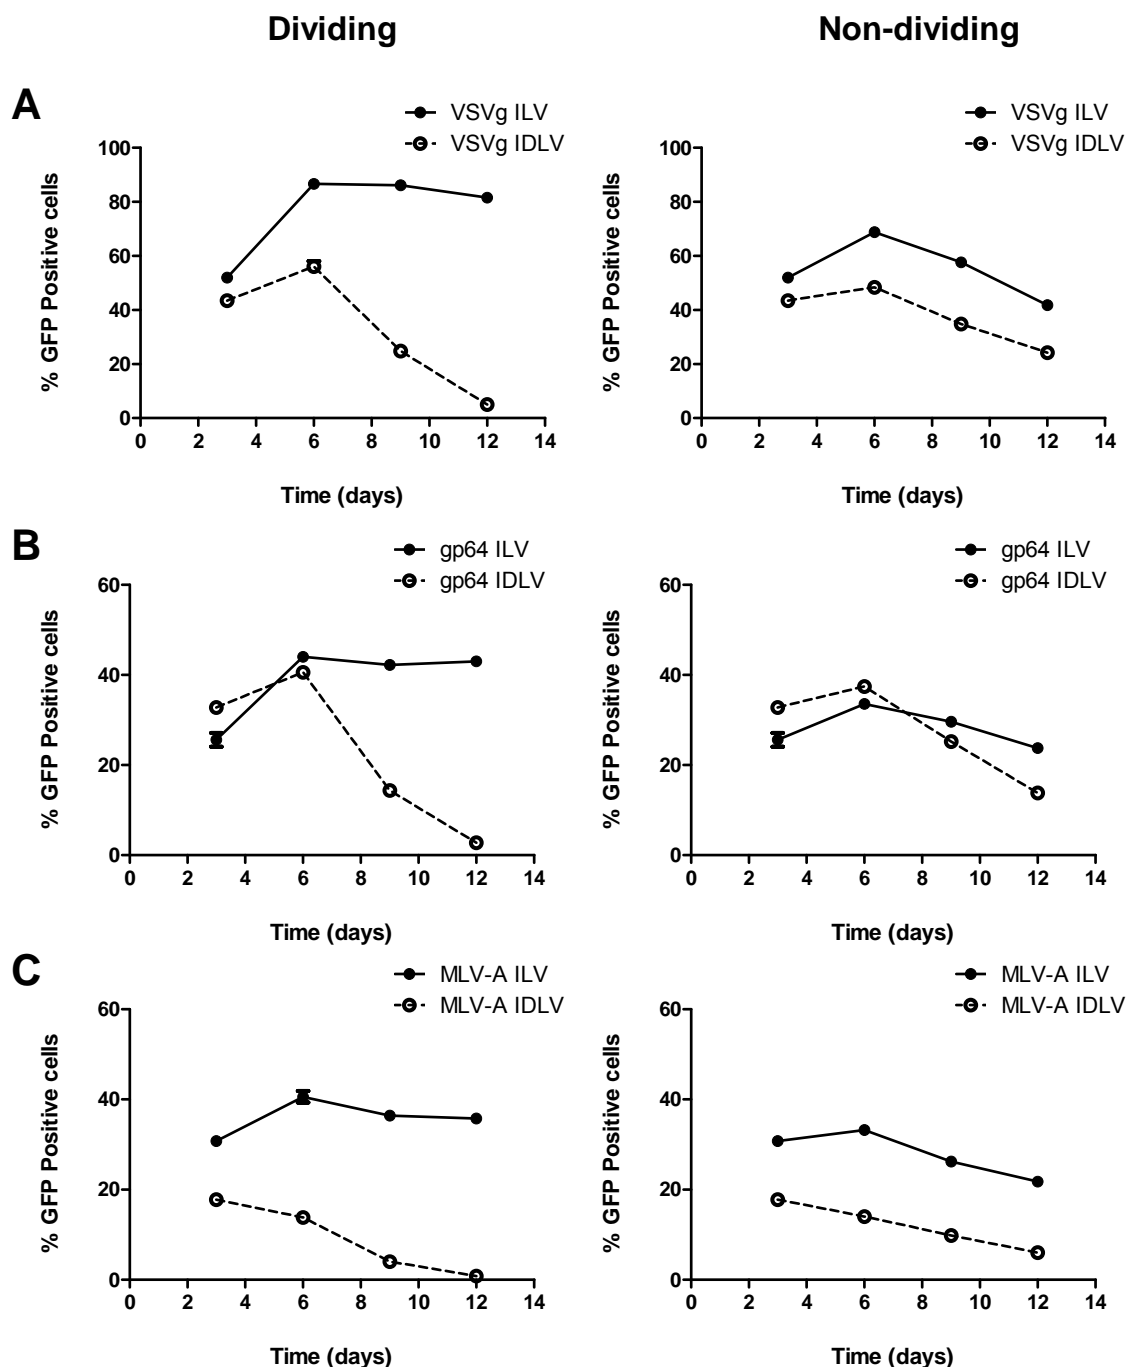 Dividing
Non-dividing
A
VSVg ILV
VSVg IDLV
% GFP Positive cells
100
80
60
40
20
0
0 2 4 6 8 10 12 14
Time (days)
VSVg ILV
VSVg IDLV
% GFP Positive cells
100
80
60
40
20
0
0 2 4 6 8 10 12 14
Time (days)
B
gp64 ILV
gp64 IDLV
% GFP Positive cells
60
40
20
0
0 2 4 6 8 10 12 14
Time (days)
gp64 ILV
gp64 IDLV
% GFP Positive cells
60
40
20
0
0 2 4 6 8 10 12 14
Time (days)
C
MLV-A ILV
MLV-A IDLV
% GFP Positive cells
60
40
20
0
0 2 4 6 8 10 12 14
Time (days)
MLV-A ILV
MLV-A IDLV
% GFP Positive cells
60
40
20
0
0 2 4 6 8 10 12 14
Time (days)